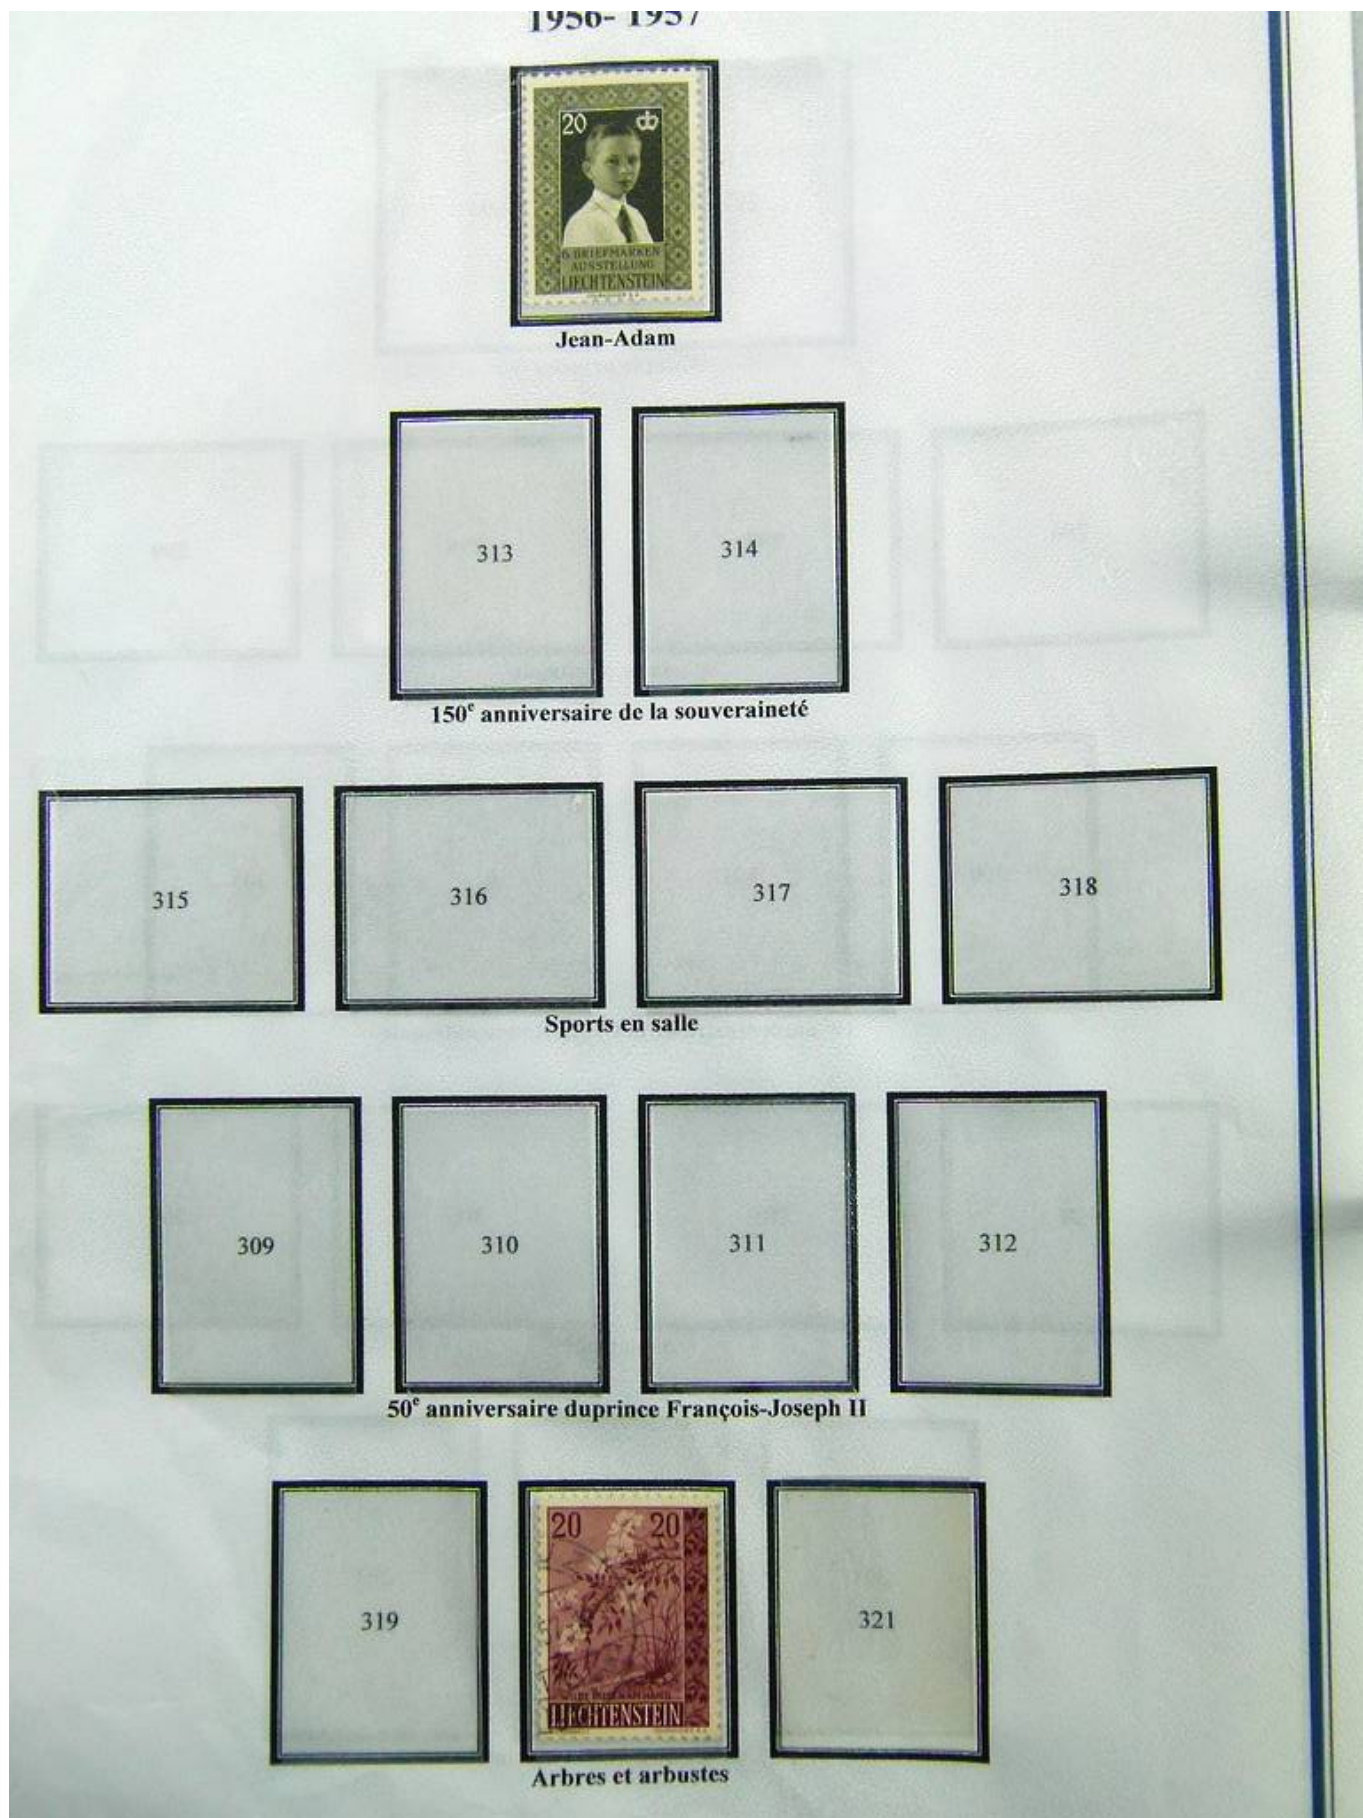 1956-1957
20
6. BRIEFMARKEN
AUSSTELLUNG
LIECHTENSTEIN
Jean-Adam
313 314
150e anniversaire de la souveraineté
315 316 317 318
Sports en salle
309 310 311 312
50e anniversaire duprince François-Joseph II
20 20
319 321
LIECHTENSTEIN
Arbres et arbustes